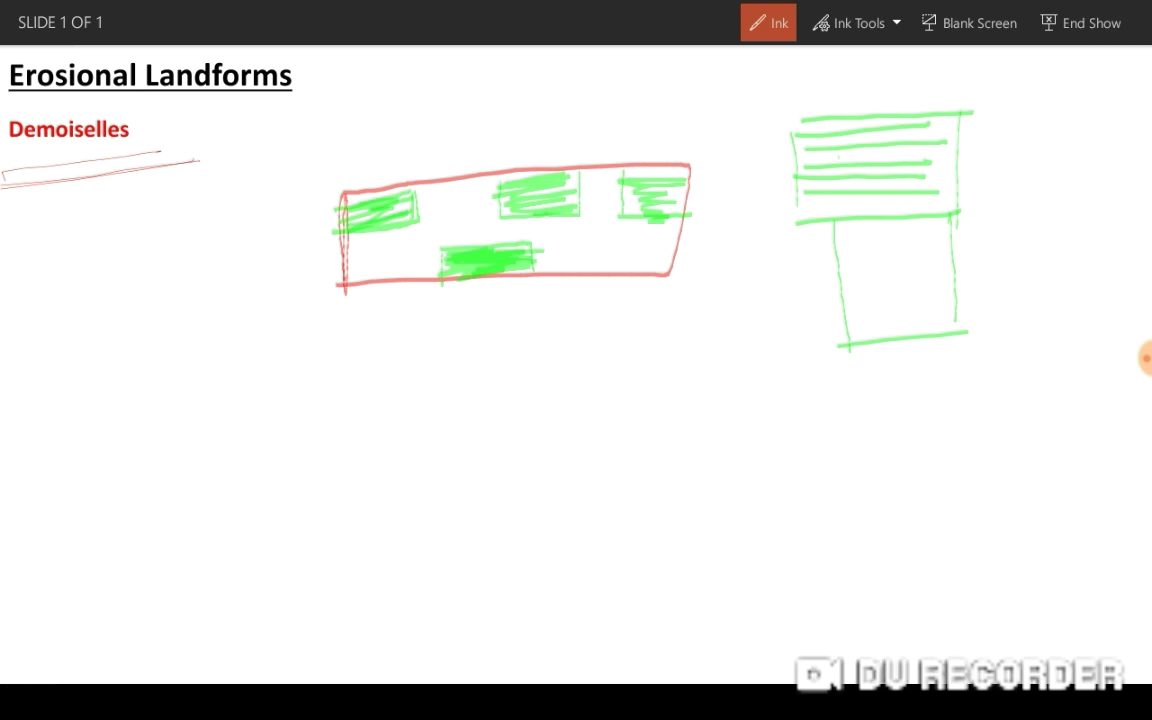 SLIDE 1 OF 1
Ink
Ink Tools
Blank Screen
End Show
Erosional Landforms
Demoiselles
DU RECORDER